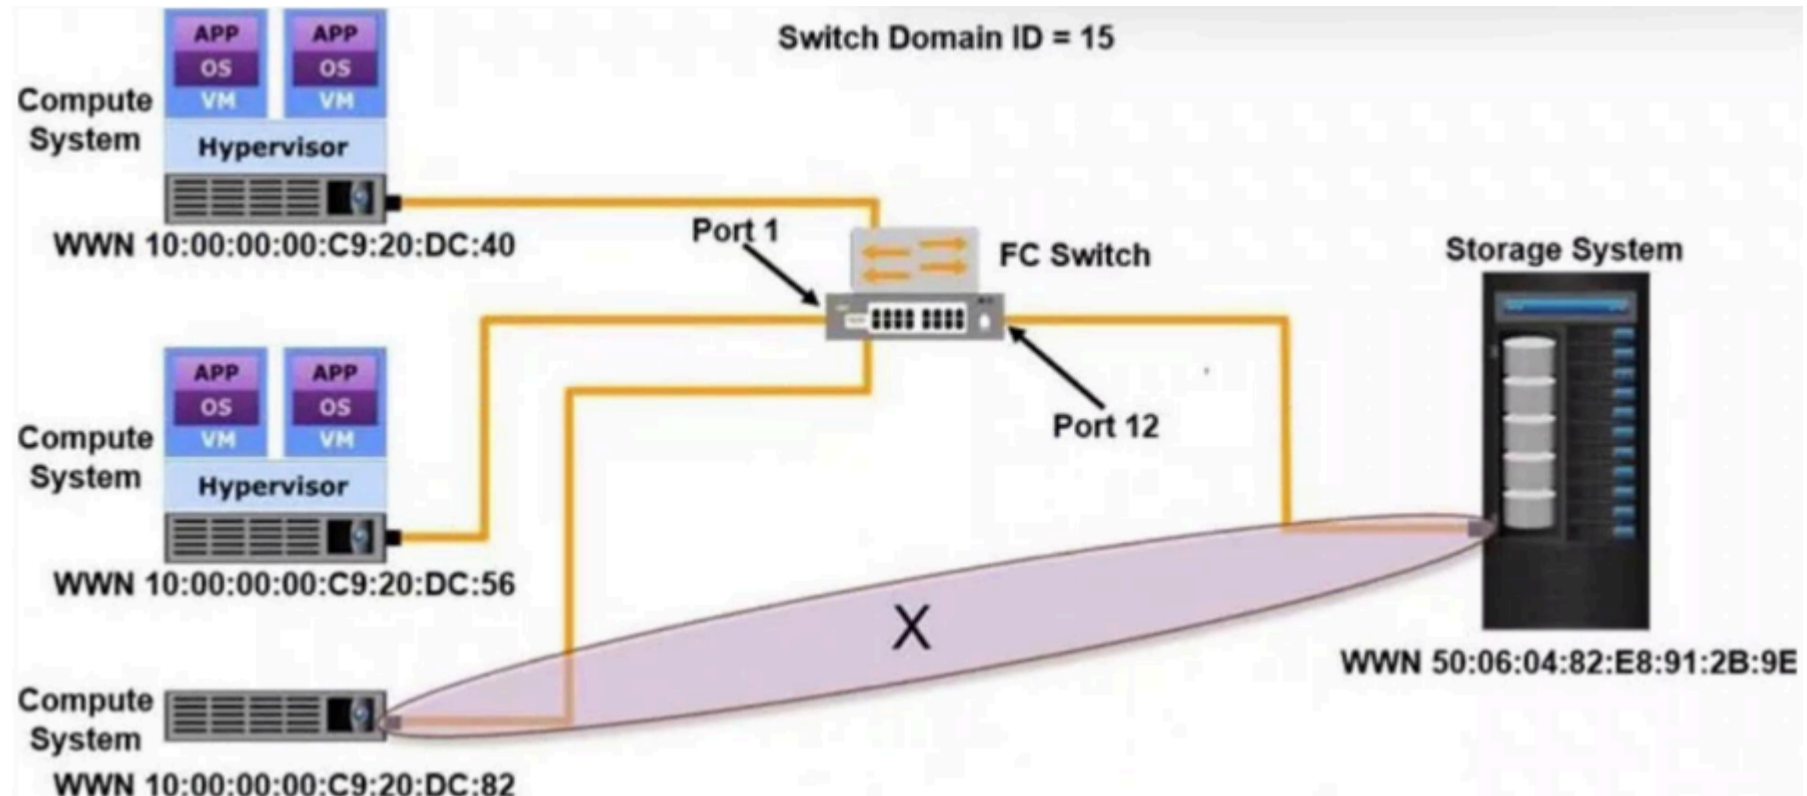 Switch Domain ID = 15
APP
APP
OS
OS
VM
VM
Compute
System
Hypervisor
WWN 10:00:00:00:C9:20:DC:40
Port 1
FC Switch
Storage System
Port 12
APP
APP
OS
OS
VM
VM
Compute
System
Hypervisor
WWN 10:00:00:00:C9:20:DC:56
X
WWN 50:06:04:82:E8:91:2B:9E
Compute
System
WWN 10:00:00:00:C9:20:DC:82